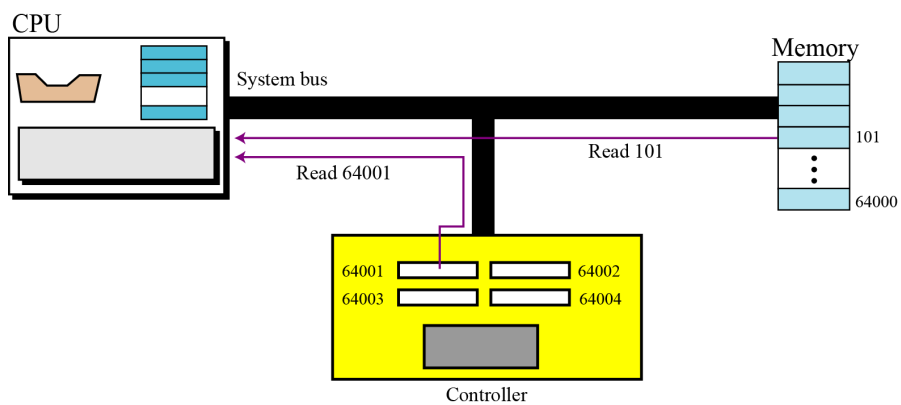 CPU
Memory
System bus
101
Read 101
Read 64001
64000
64001
64002
64003
64004
Controller